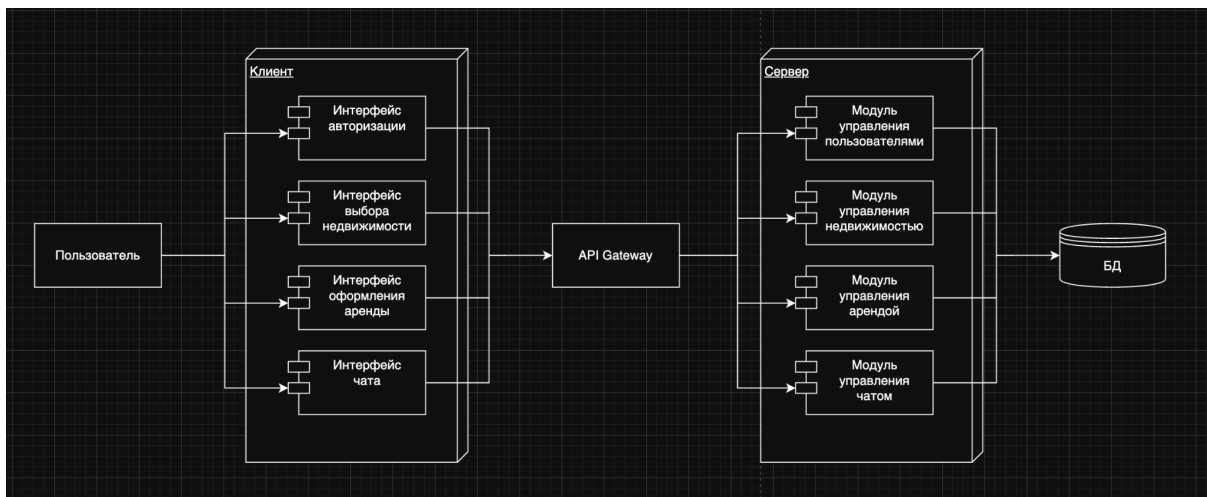 Клиент
Интерфейс
авторизации
Интерфейс
выбора
недвижимости
Интерфейс
оформления
аренды
Интерфейс
чата
Пользователь
API Gateway
Сервер
Модуль
управления
пользователями
Модуль
управления
недвижимостью
Модуль
управления
арендой
Модуль
управления
чатом
БД